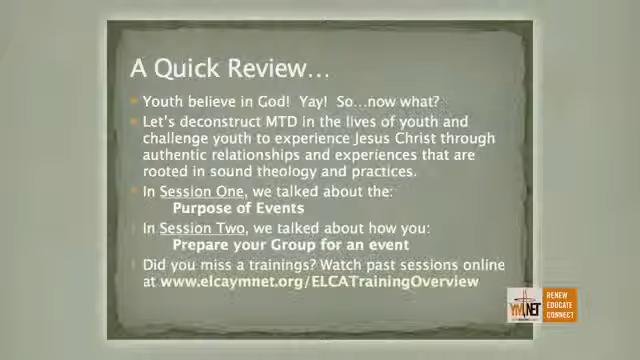 A Quick Review...
Youth believe in God! Yay! So...now what?
Let's deconstruct MTD in the lives of youth and
challenge youth to experience Jesus Christ through
authentic relationships and experiences that are
rooted in sound theology and practices.
In Session One, we talked about the:
Purpose of Events
In Session Two, we talked about how you:
Prepare your Group for an event
Did you miss a trainings? Watch past sessions online
at www.elcaymnet.org/ELCATrainingOverview
YM NET
RENEW
EDUCATE
CONNECT